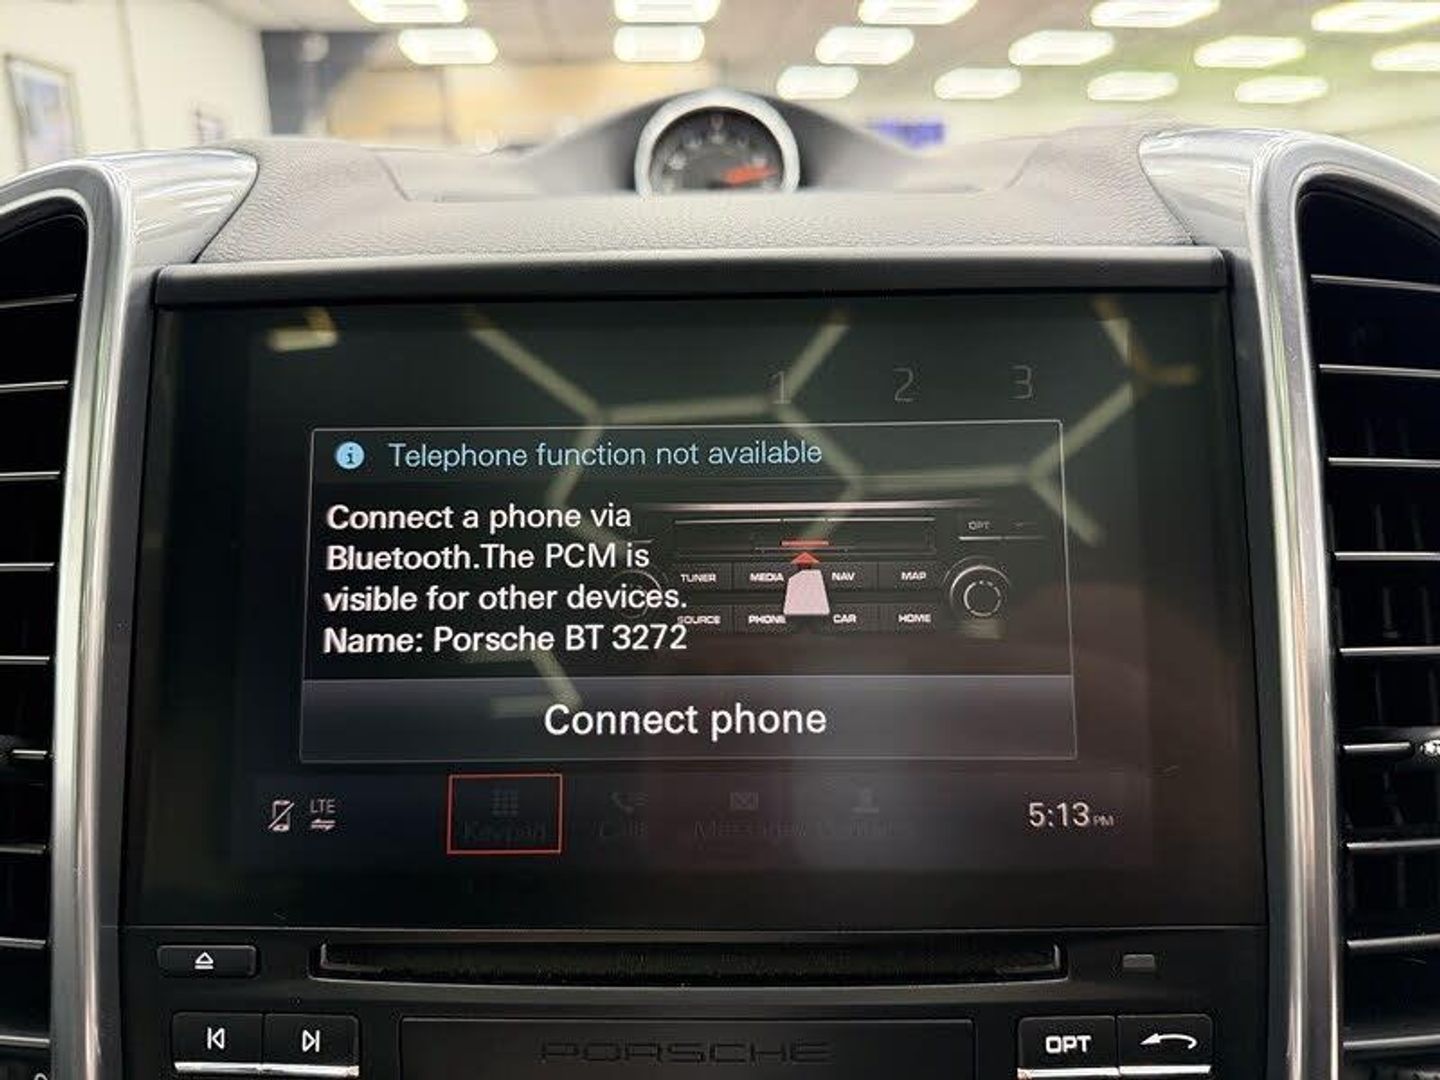 1 2 3
Telephone function not available
Connect a phone via
Bluetooth.The PCM is
visible for other devices.
Name: Porsche BT 3272
OPT
TUNER MEDIA NAV MAP
SOURCE PHONE CAR HOME
Connect phone
LTE
Keypad
5:13 PM
PORSCHE
OPT